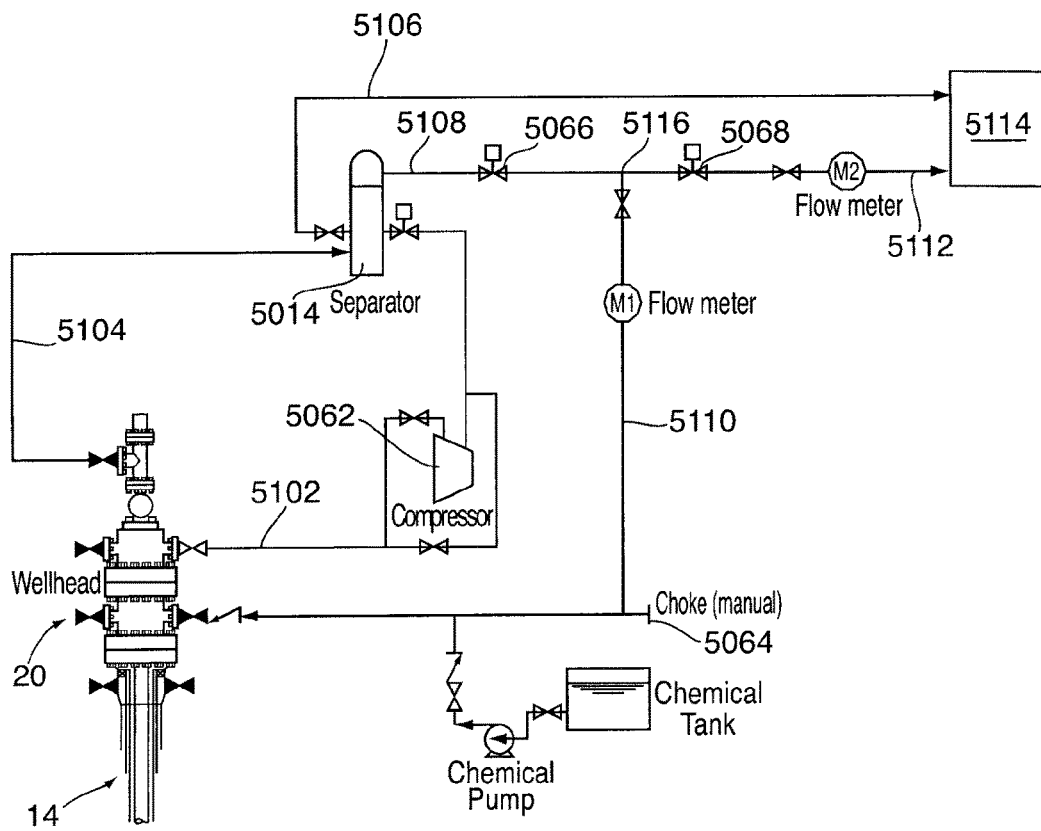 5106
5108
5066
5116
5068
5114
M2
Flow meter
5112
5014
Separator
M1
Flow meter
5104
5062
5110
Compressor
5102
Wellhead
Choke (manual)
5064
20
Chemical
Tank
Chemical
Pump
14